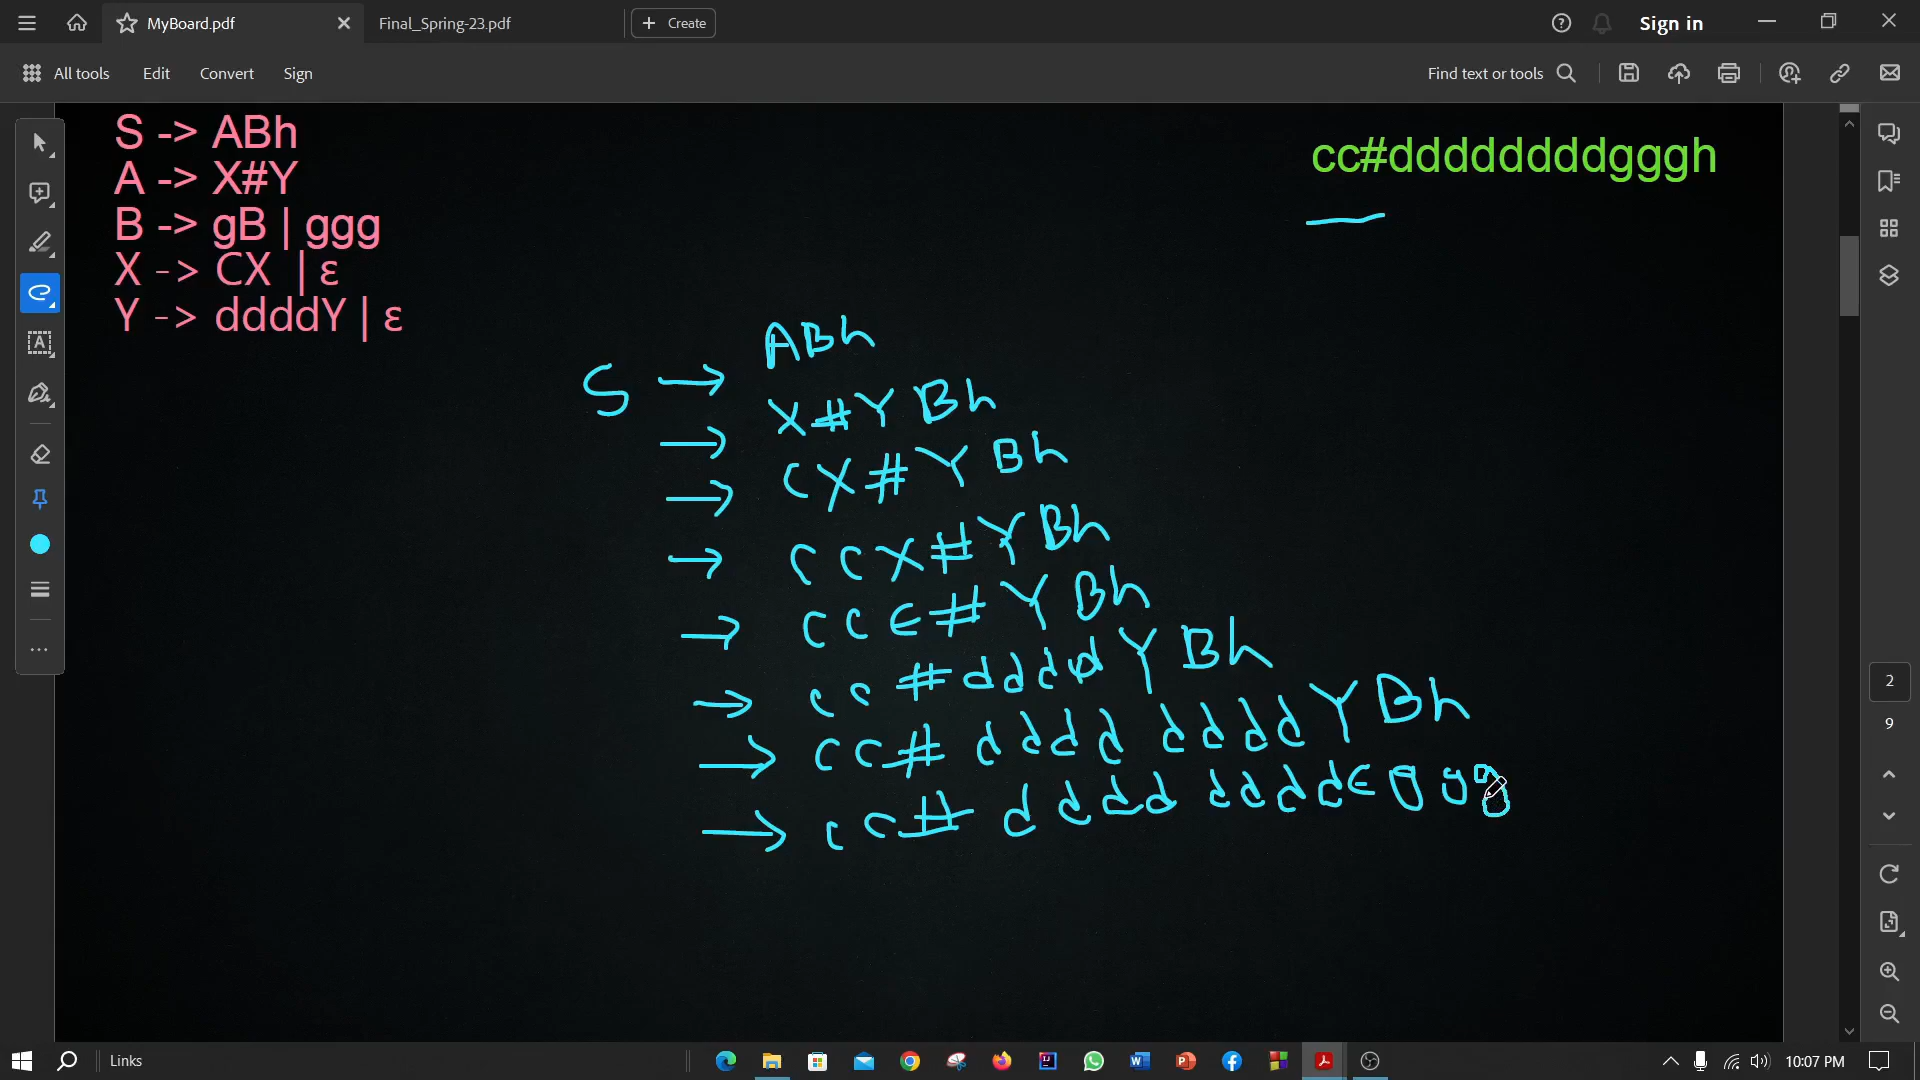 MyBoard.pdf
Final_Spring-23.pdf
Create
Sign in
All tools
Edit
Convert
Sign
Find text or tools
S -> ABh
A -> X#Y
B -> gB | ggg
X -> CX | ε
Y -> ddddY | ε
cc#ddddddddgggh
S → ABh
→ X#YBh
→ CX#YBh
→ CCX#YBh
→ CCϵ#YBh
→ cc#ddddYBh
→ cc#ddddddddYBh
→ cc#ddddddddϵggg
2
9
Links
10:07 PM